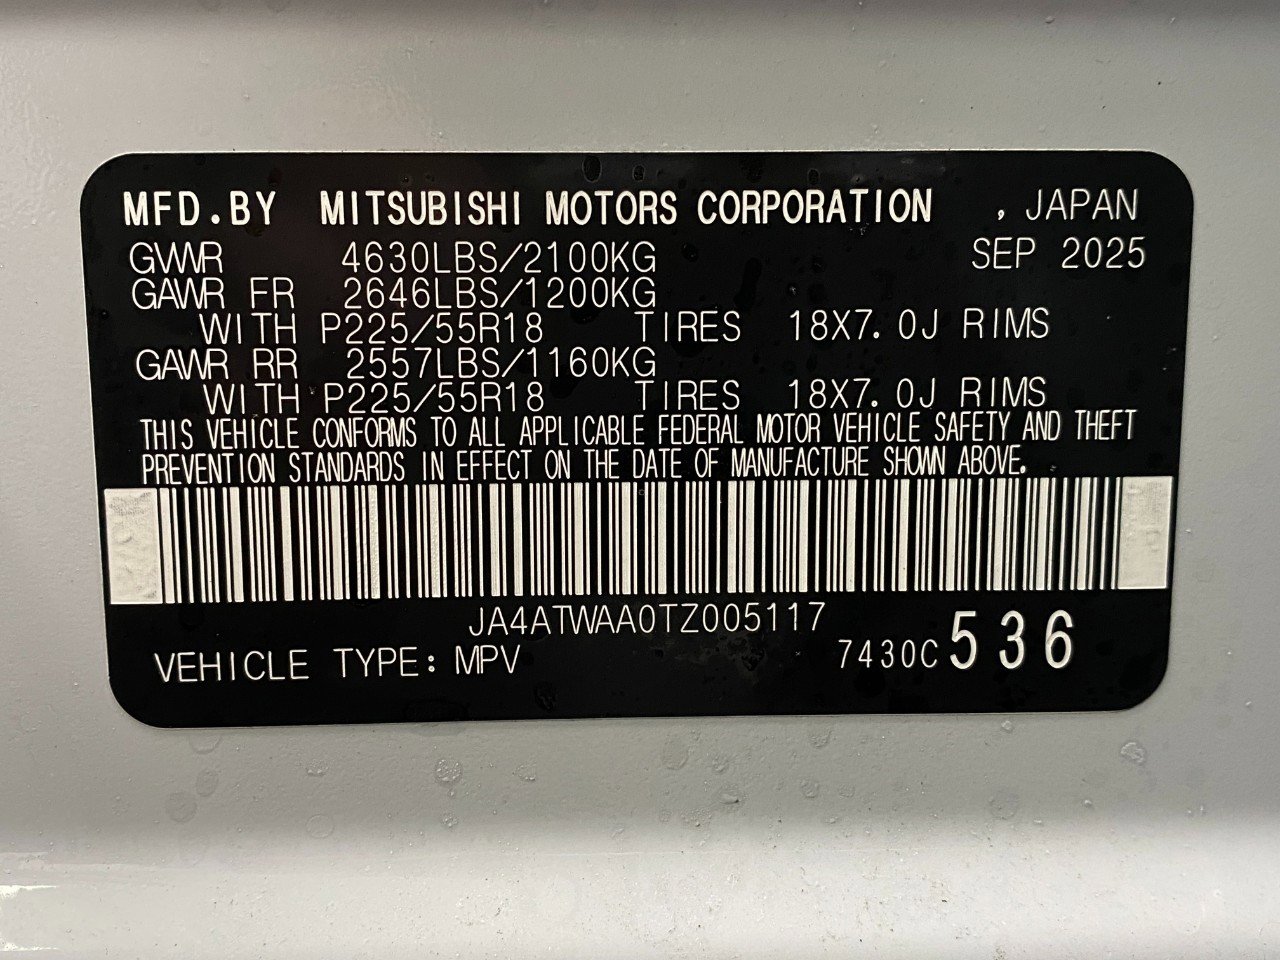 MFD.BY MITSUBISHI MOTORS CORPORATION , JAPAN
GVWR 4630LBS/2100KG SEP 2025
GAWR FR 2646LBS/1200KG
WITH P225/55R18 TIRES 18X7.0J RIMS
GAWR RR 2557LBS/1160KG
WITH P225/55R18 TIRES 18X7.0J RIMS
THIS VEHICLE CONFORMS TO ALL APPLICABLE FEDERAL MOTOR VEHICLE SAFETY AND THEFT
PREVENTION STANDARDS IN EFFECT ON THE DATE OF MANUFACTURE SHOWN ABOVE.
JA4ATWAA0TZ005117
VEHICLE TYPE: MPV 7430C 536